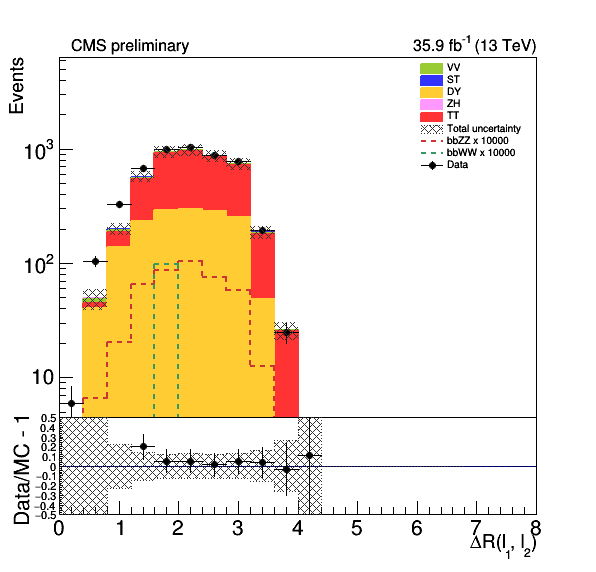 CMS preliminary 35.9 fb⁻¹ (13 TeV)
Events
VV
ST
DY
ZH
TT
Total uncertainty
bbZZ x 10000
bbWW x 10000
Data
10³
10²
10
Data/MC - 1
0.5
0.4
0.3
0.2
0.1
0
−0.1
−0.2
−0.3
−0.4
−0.5
0 1 2 3 4 5 6 7 8
ΔR(l₁, l₂)